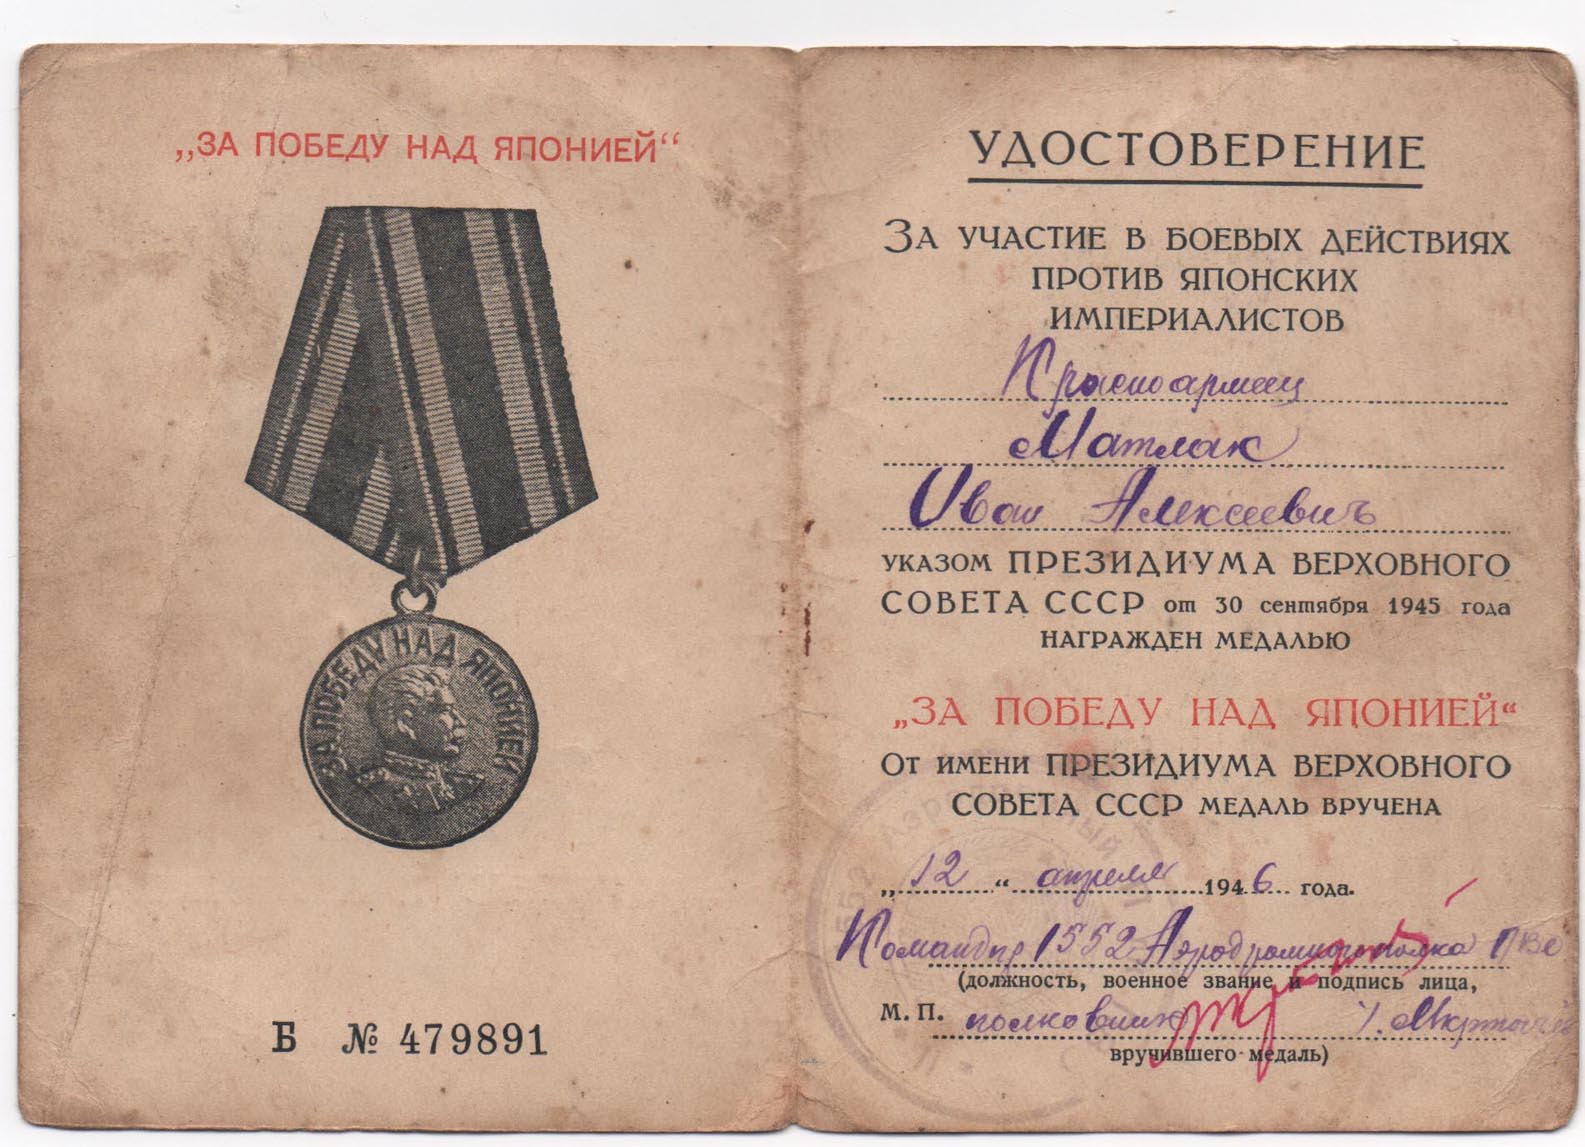 „ЗА ПОБЕДУ НАД ЯПОНИЕЙ“
ЗА ПОБЕДУ НАД ЯПОНИЕЙ
Б № 479891
УДОСТОВЕРЕНИЕ
ЗА УЧАСТИЕ В БОЕВЫХ ДЕЙСТВИЯХ
ПРОТИВ ЯПОНСКИХ
ИМПЕРИАЛИСТОВ
Красноармеец
Матлак
Иван Алексеевич
УКАЗОМ ПРЕЗИДИУМА ВЕРХОВНОГО
СОВЕТА СССР от 30 сентября 1945 года
НАГРАЖДЕН МЕДАЛЬЮ
„ЗА ПОБЕДУ НАД ЯПОНИЕЙ“
ОТ ИМЕНИ ПРЕЗИДИУМА ВЕРХОВНОГО
СОВЕТА СССР МЕДАЛЬ ВРУЧЕНА
„12“ апреля 1946 года.
Командир 1552 Аэродромного полка ПВО
(должность, военное звание и подпись лица,
М. П. полковник
вручившего медаль)